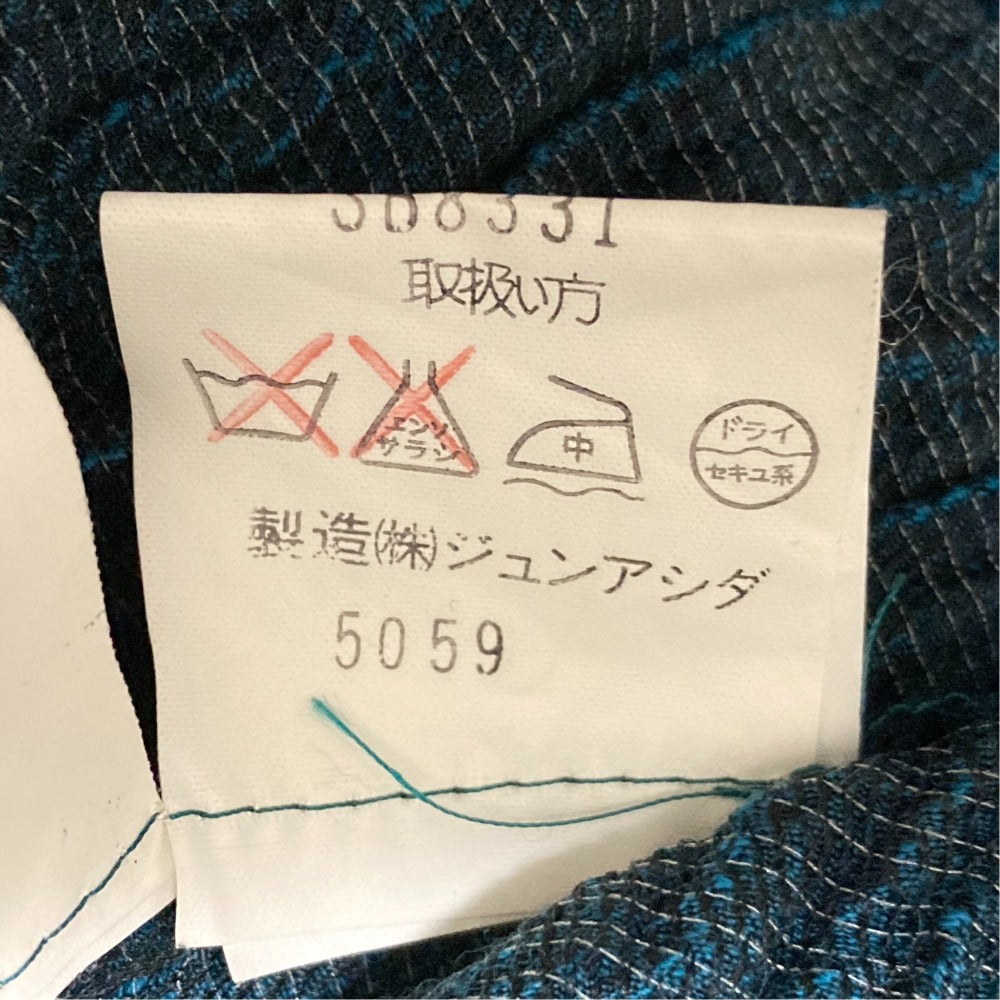 368331
取扱い方
エンソ
サラシ
中
ドライ
セキユ系
製造(株)ジュンアシダ
5059